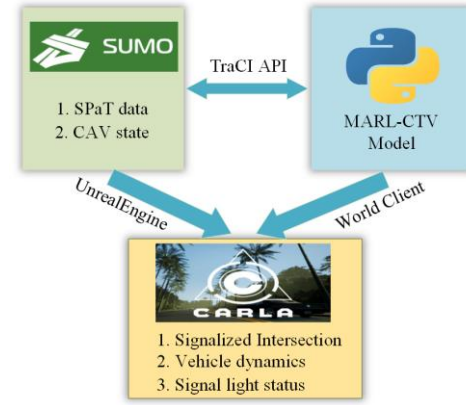 SUMO
TraCI API
1. SPaT data
2. CAV state
MARL-CTV
Model
UnrealEngine
World Client
CARLA
1. Signalized Intersection
2. Vehicle dynamics
3. Signal light status